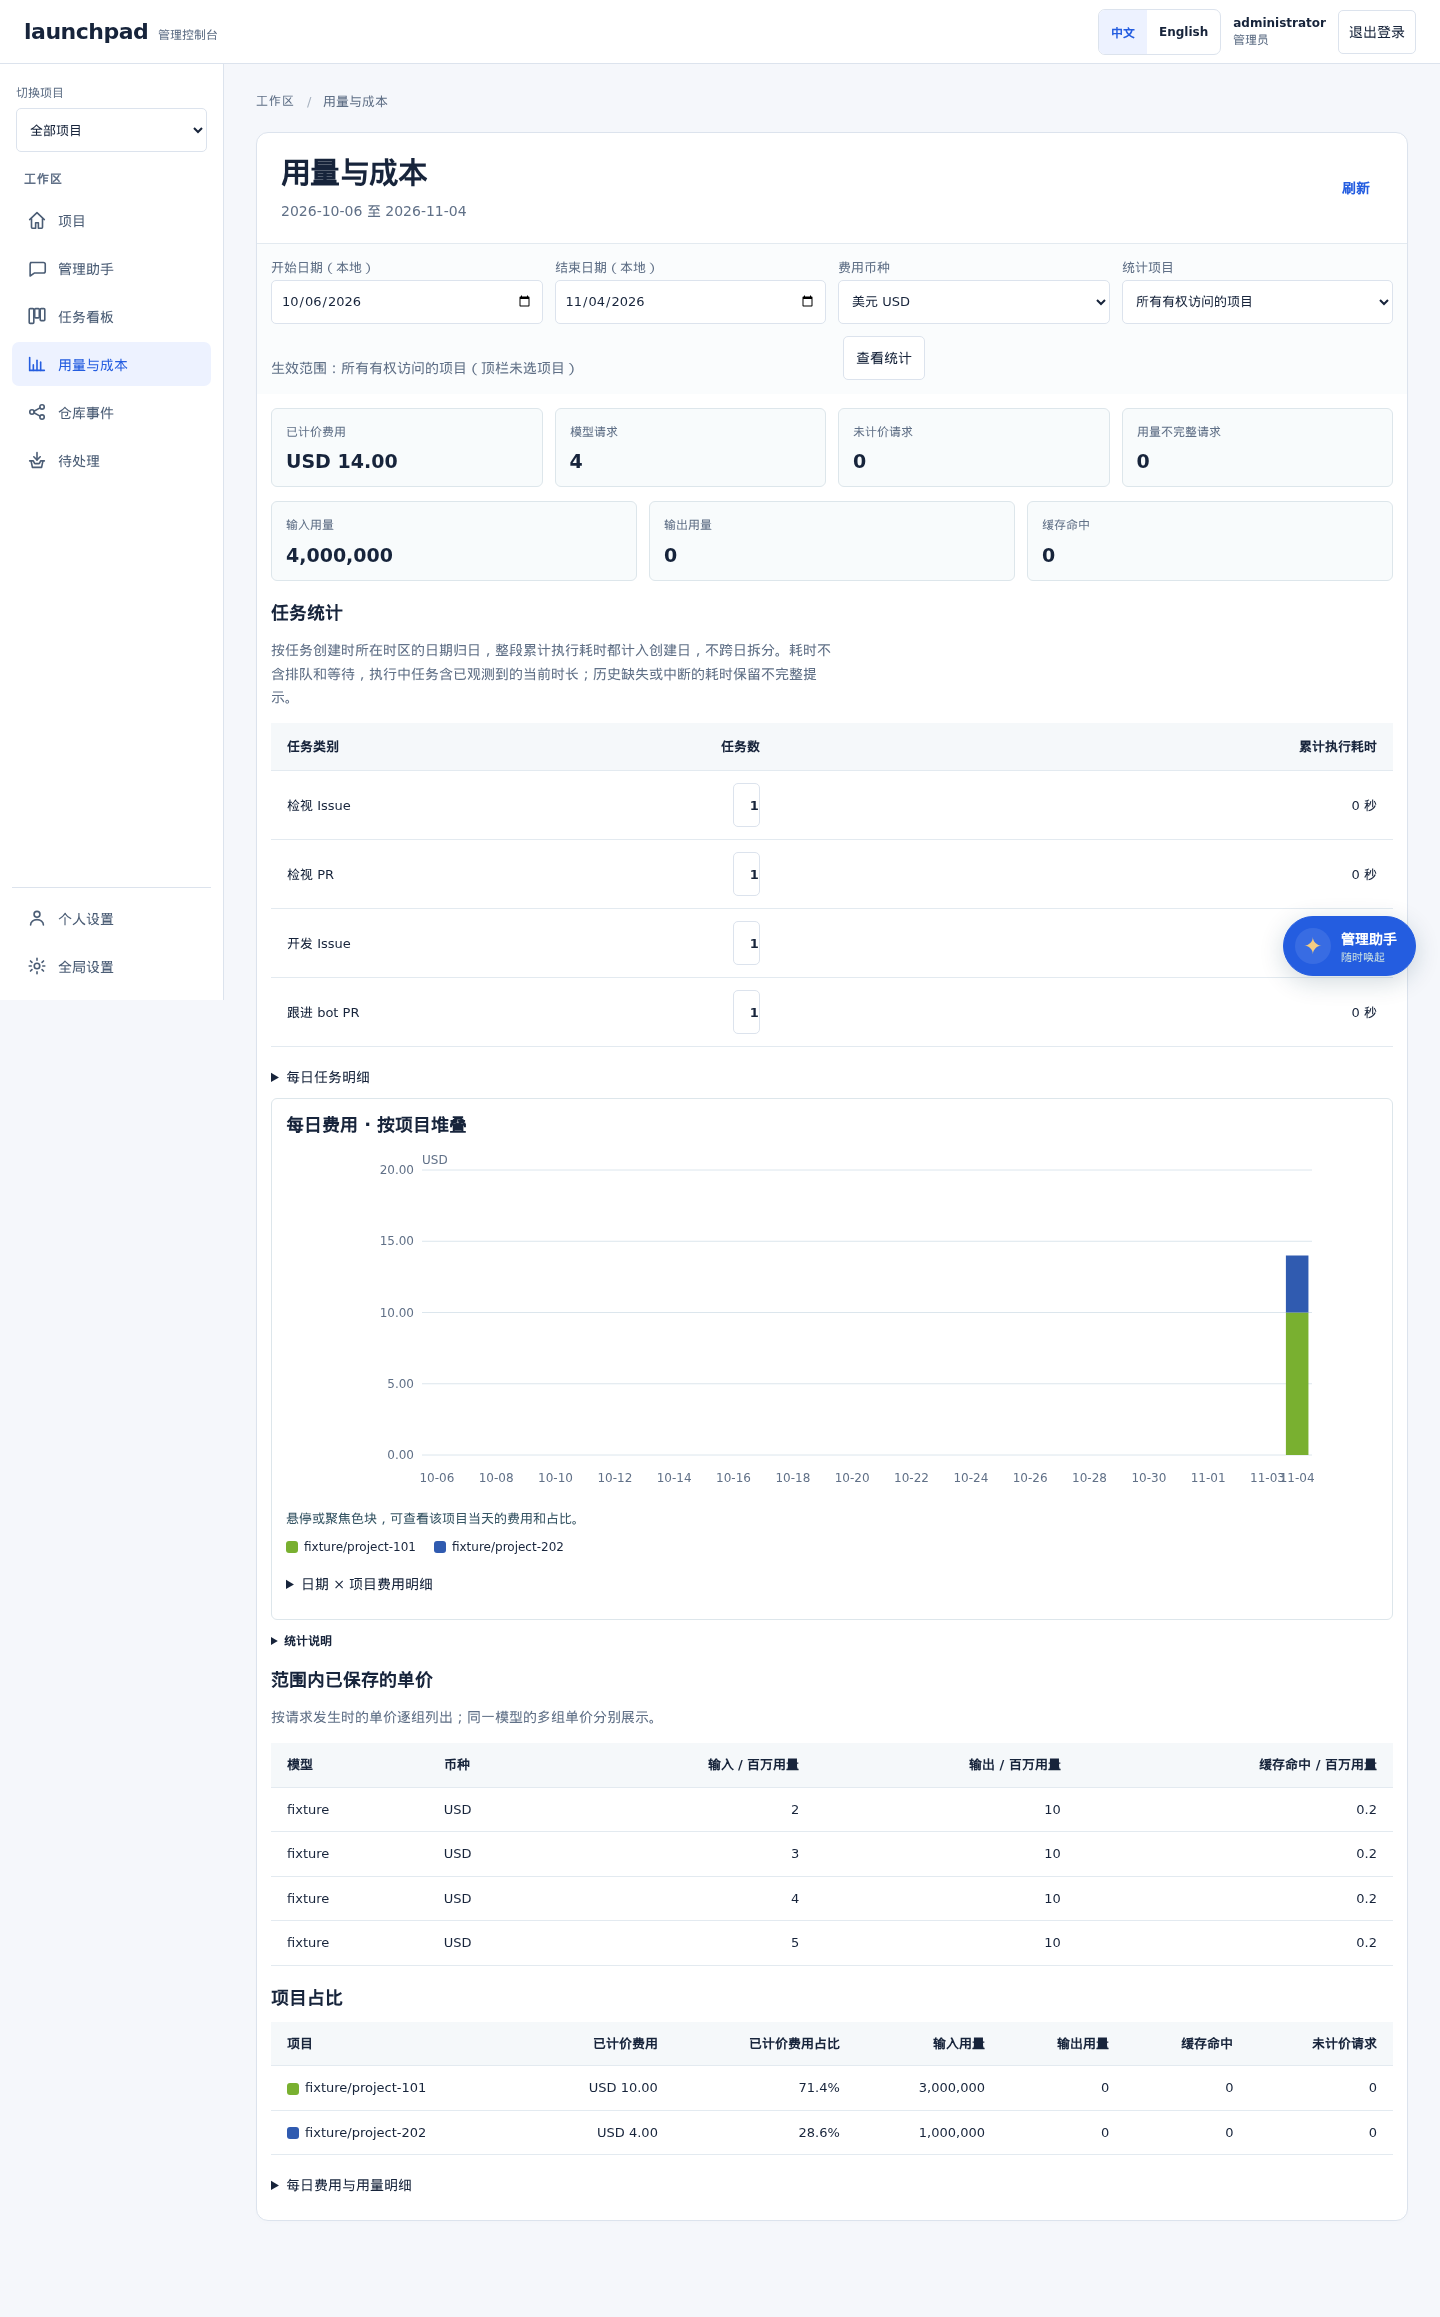 launchpad 管理控制台
中文 English administrator 管理员 退出登录
切换项目
全部项目
工作区
项目
管理助手
任务看板
用量与成本
仓库事件
待处理
个人设置
全局设置
工作区 / 用量与成本
用量与成本
2026-10-06 至 2026-11-04
刷新
开始日期（本地） 结束日期（本地） 费用币种 统计项目
10/06/2026 11/04/2026 美元 USD 所有有权访问的项目
生效范围：所有有权访问的项目（顶栏未选项目） 查看统计
已计价费用 模型请求 未计价请求 用量不完整请求
USD 14.00 4 0 0
输入用量 输出用量 缓存命中
4,000,000 0 0
任务统计
按任务创建时所在时区的日期归日，整段累计执行耗时都计入创建日，不跨日拆分。耗时不
含排队和等待，执行中任务含已观测到的当前时长；历史缺失或中断的耗时保留不完整提
示。
任务类别 任务数 累计执行耗时
检视 Issue 1 0 秒
检视 PR 1 0 秒
开发 Issue 1
管理助手
随时唤起
跟进 bot PR 1 0 秒
每日任务明细
每日费用 · 按项目堆叠
USD
20.00
15.00
10.00
5.00
0.00
10-06 10-08 10-10 10-12 10-14 10-16 10-18 10-20 10-22 10-24 10-26 10-28 10-30 11-01 11-03 11-04
悬停或聚焦色块，可查看该项目当天的费用和占比。
fixture/project-101 fixture/project-202
日期 × 项目费用明细
统计说明
范围内已保存的单价
按请求发生时的单价逐组列出；同一模型的多组单价分别展示。
模型 币种 输入 / 百万用量 输出 / 百万用量 缓存命中 / 百万用量
fixture USD 2 10 0.2
fixture USD 3 10 0.2
fixture USD 4 10 0.2
fixture USD 5 10 0.2
项目占比
项目 已计价费用 已计价费用占比 输入用量 输出用量 缓存命中 未计价请求
fixture/project-101 USD 10.00 71.4% 3,000,000 0 0 0
fixture/project-202 USD 4.00 28.6% 1,000,000 0 0 0
每日费用与用量明细